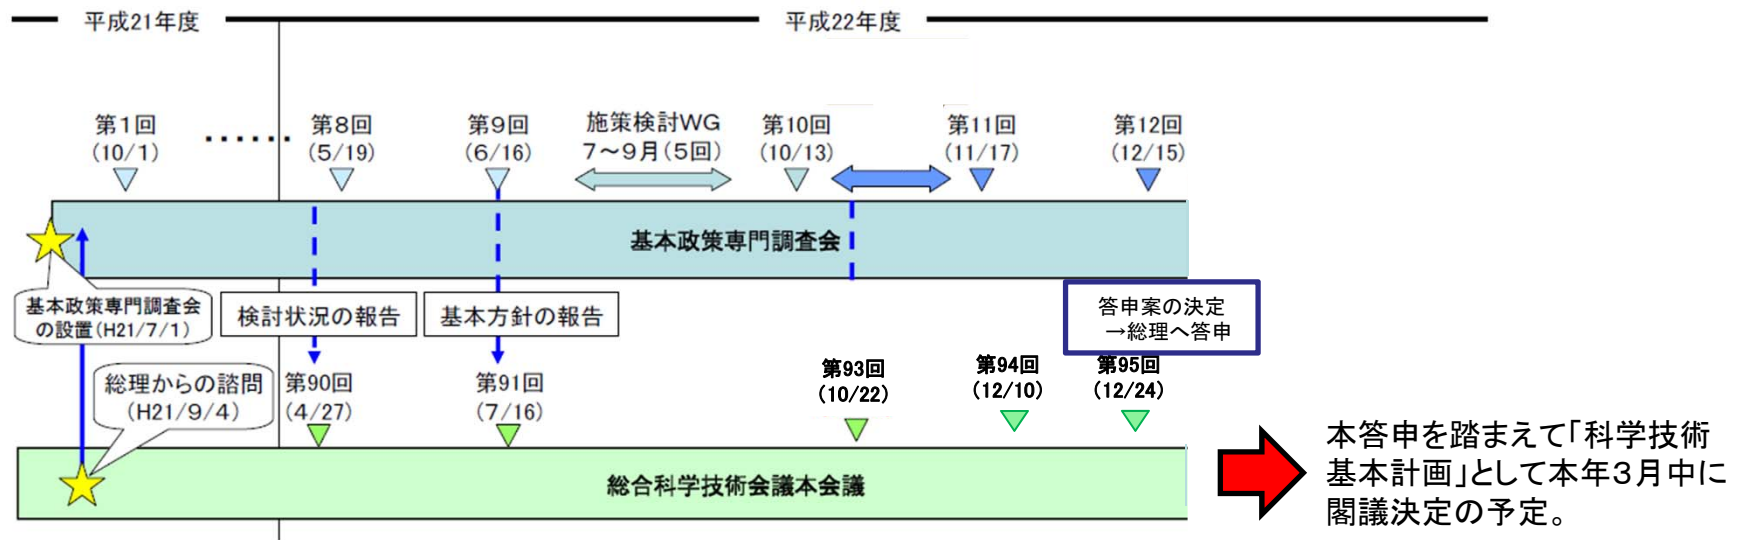 平成21年度
平成22年度
第1回
(10/1)
‥‥‥
第8回
(5/19)
第9回
(6/16)
施策検討WG
7～9月(5回)
第10回
(10/13)
第11回
(11/17)
第12回
(12/15)
基本政策専門調査会
基本政策専門調査会
の設置(H21/7/1)
検討状況の報告
基本方針の報告
答申案の決定
→総理へ答申
総理からの諮問
(H21/9/4)
第90回
(4/27)
第91回
(7/16)
第93回
(10/22)
第94回
(12/10)
第95回
(12/24)
総合科学技術会議本会議
本答申を踏まえて「科学技術
基本計画」として本年３月中に
閣議決定の予定。